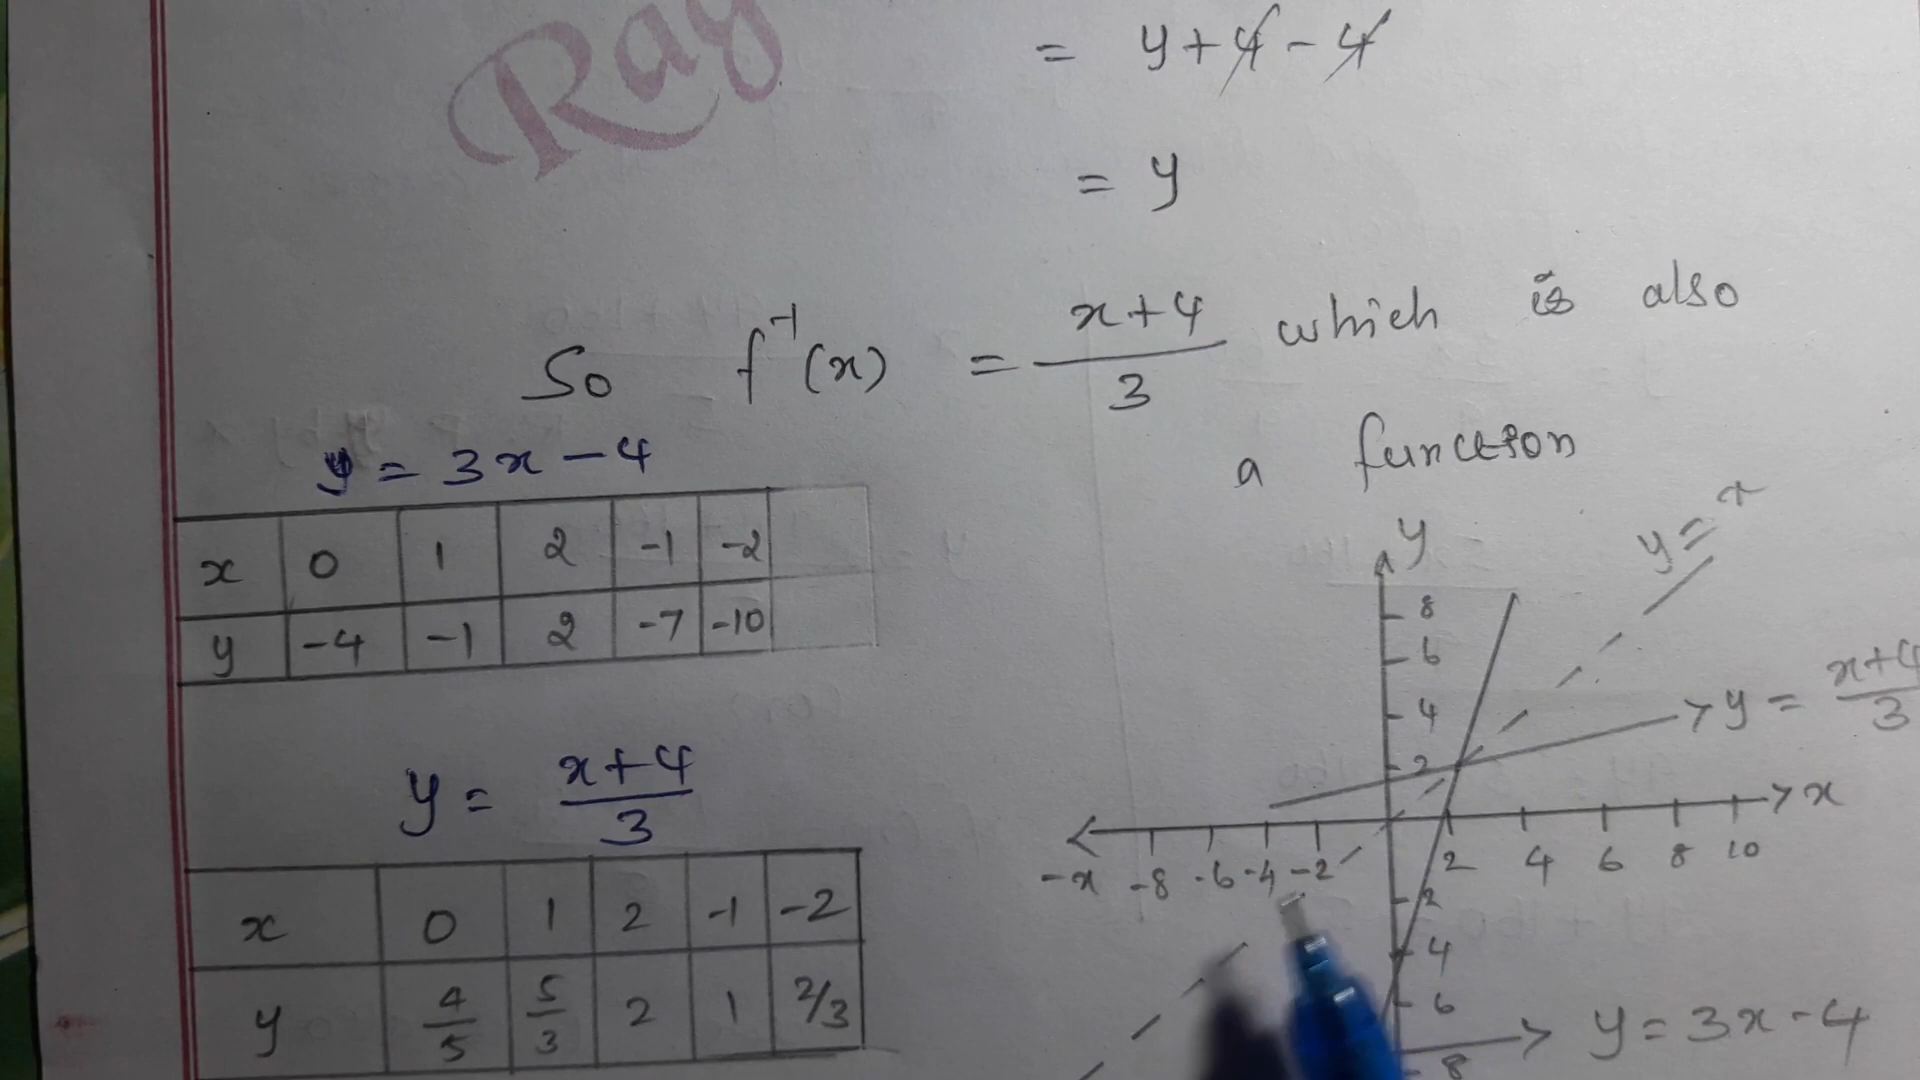 Ray
= y + 4 - 4
= y
So f⁻¹(x) = x+4/3 which is also
a function
y = 3x - 4
x 0 1 2 -1 -2
y -4 -1 2 -7 -10
y = x+4/3
x 0 1 2 -1 -2
y 4/5 5/3 2 1 2/3
y
y = x
8
6
4
2
y = x+4/3
x
-x -8 -6 -4 -2 2 4 6 8 10
2
4
6
8
y = 3x - 4